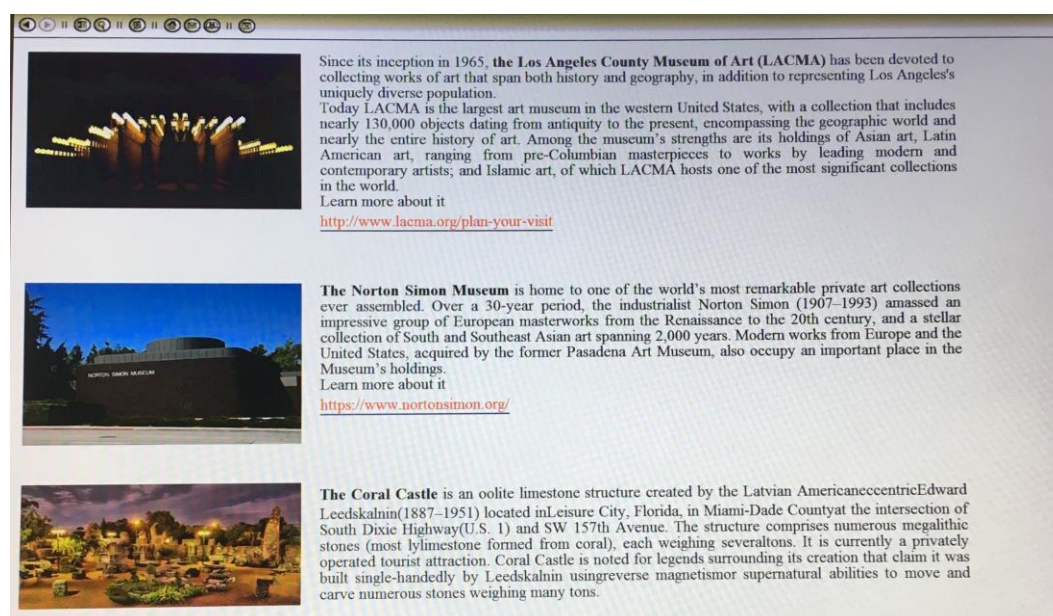 Since its inception in 1965, the Los Angeles County Museum of Art (LACMA) has been devoted to
collecting works of art that span both history and geography, in addition to representing Los Angeles's
uniquely diverse population.
Today LACMA is the largest art museum in the western United States, with a collection that includes
nearly 130,000 objects dating from antiquity to the present, encompassing the geographic world and
nearly the entire history of art. Among the museum's strengths are its holdings of Asian art, Latin
American art, ranging from pre-Columbian masterpieces to works by leading modern and
contemporary artists; and Islamic art, of which LACMA hosts one of the most significant collections
in the world.
Learn more about it
http://www.lacma.org/plan-your-visit
NORTON SIMON MUSEUM
The Norton Simon Museum is home to one of the world's most remarkable private art collections
ever assembled. Over a 30-year period, the industrialist Norton Simon (1907–1993) amassed an
impressive group of European masterworks from the Renaissance to the 20th century, and a stellar
collection of South and Southeast Asian art spanning 2,000 years. Modern works from Europe and the
United States, acquired by the former Pasadena Art Museum, also occupy an important place in the
Museum's holdings.
Learn more about it
https://www.nortonsimon.org/
The Coral Castle is an oolite limestone structure created by the Latvian AmericaneccentricEdward
Leedskalnin(1887–1951) located inLeisure City, Florida, in Miami-Dade Countyat the intersection of
South Dixie Highway(U.S. 1) and SW 157th Avenue. The structure comprises numerous megalithic
stones (most lylimestone formed from coral), each weighing severaltons. It is currently a privately
operated tourist attraction. Coral Castle is noted for legends surrounding its creation that claim it was
built single-handedly by Leedskalnin usingreverse magnetismor supernatural abilities to move and
carve numerous stones weighing many tons.